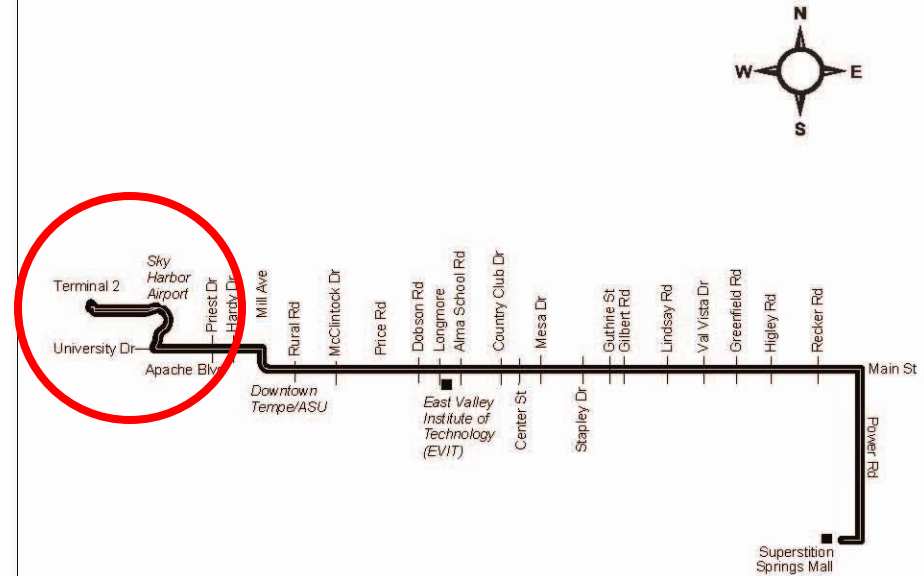 N
W
E
S
Sky
Harbor
Airport
Terminal 2
Priest Dr
Hardy Dr
Mill Ave
Rural Rd
McClintock Dr
Price Rd
Dobson Rd
Longmore
Alma School Rd
Country Club Dr
Mesa Dr
Guthrie St
Gilbert Rd
Lindsay Rd
Val Vista Dr
Greenfield Rd
Higley Rd
Recker Rd
University Dr
Apache Blvd
Main St
Downtown
Tempe/ASU
East Valley
Institute of
Technology
(EVIT)
Center St
Stapley Dr
Power Rd
Superstition
Springs Mall